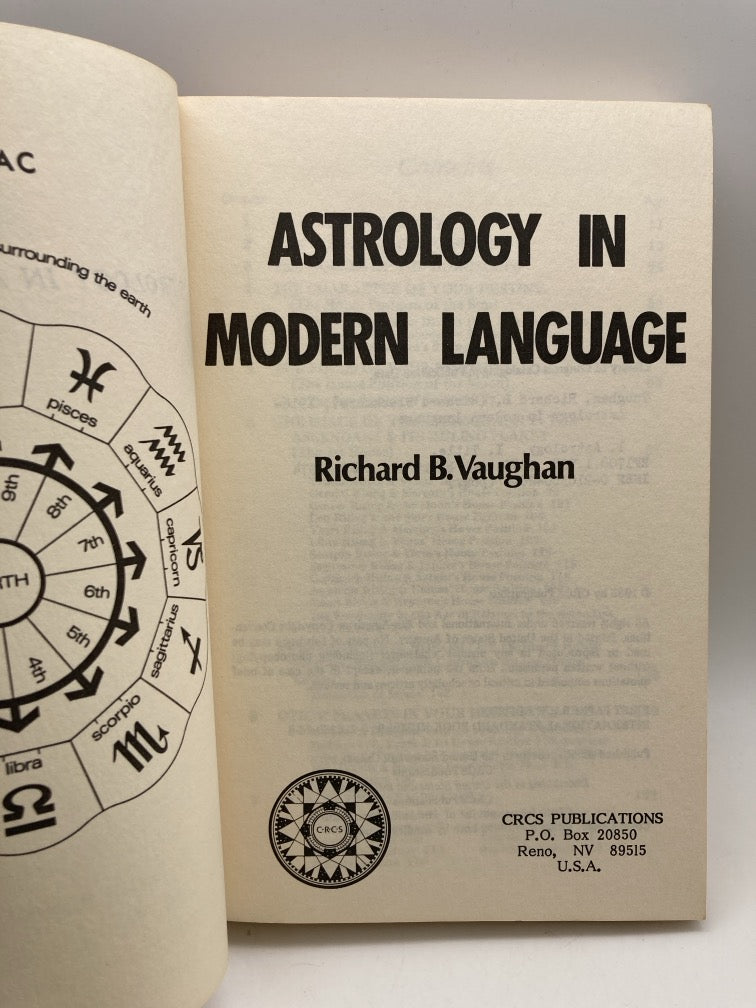 AC
surrounding the earth
pisces
aquarius
capricorn
sagittarius
scorpio
libra
9th
8th
7th
6th
5th
4th
TH
ASTROLOGY IN
MODERN LANGUAGE
Richard B. Vaughan
C·R·C·S
CRCS PUBLICATIONS
P.O. Box 20850
Reno, NV 89515
U.S.A.